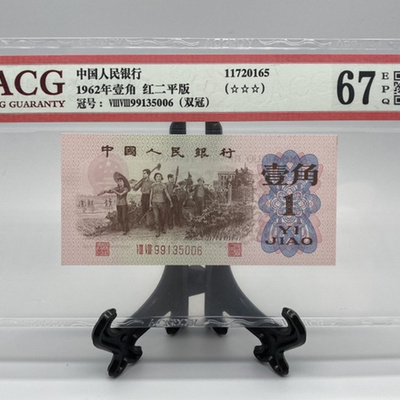 ACG
GUARANTY
中国人民银行
1962年壹角 红二平版
冠号：ⅧⅧ99135006（双冠）
11720165
(☆☆☆)
67 E P Q
中国人民银行
壹角
1
YI
JIAO
ⅧⅧ 99135006